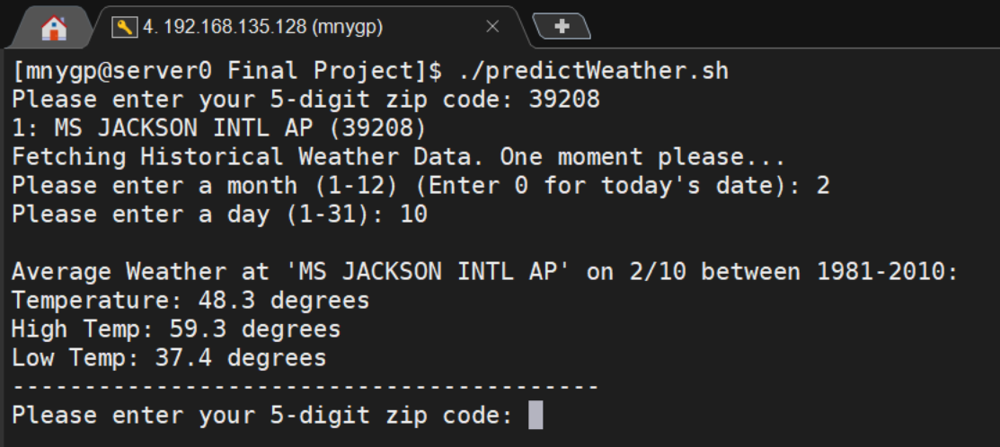 4. 192.168.135.128 (mnygp)
[mnygp@server0 Final Project]$ ./predictWeather.sh
Please enter your 5-digit zip code: 39208
1: MS JACKSON INTL AP (39208)
Fetching Historical Weather Data. One moment please...
Please enter a month (1-12) (Enter 0 for today's date): 2
Please enter a day (1-31): 10
Average Weather at 'MS JACKSON INTL AP' on 2/10 between 1981-2010:
Temperature: 48.3 degrees
High Temp: 59.3 degrees
Low Temp: 37.4 degrees
-----------------------------------------
Please enter your 5-digit zip code: